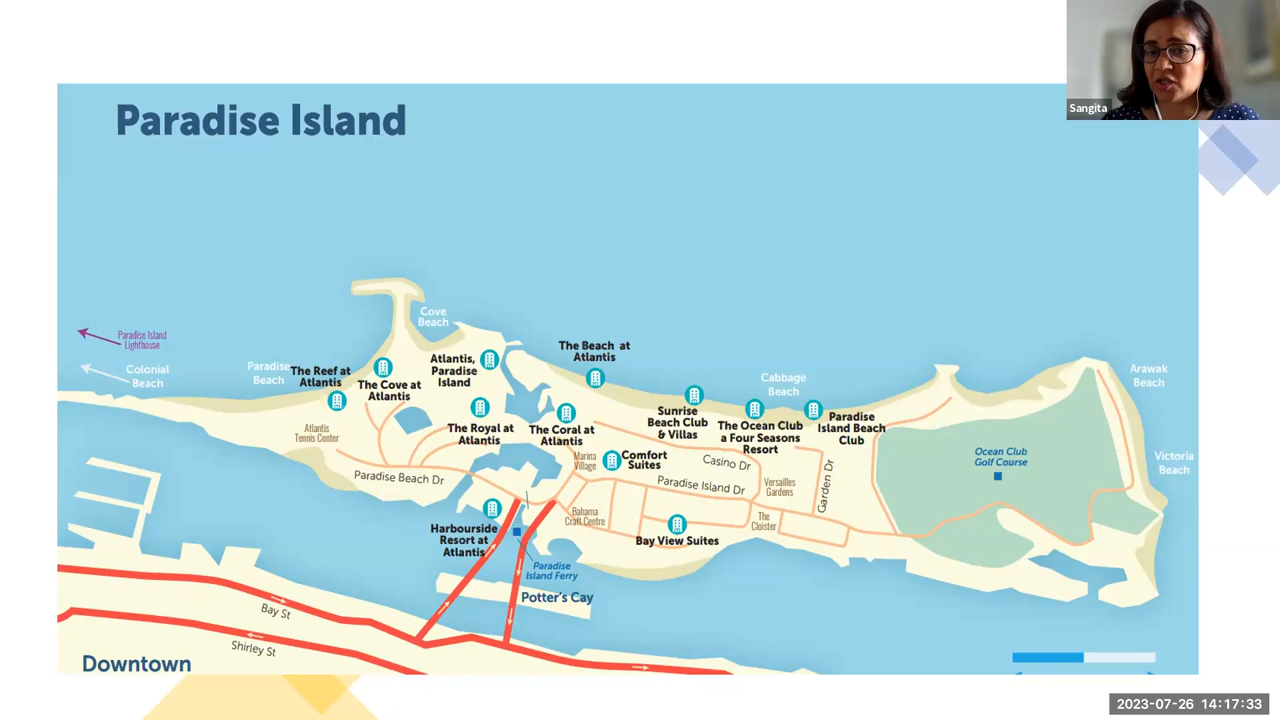 Sangita
Paradise Island
Cove
Beach
Paradise Island
Lighthouse
Colonial
Beach
Paradise
Beach
The Reef at
Atlantis
The Cove at
Atlantis
Atlantis,
Paradise
Island
The Beach at
Atlantis
Cabbage
Beach
Arawak
Beach
Atlantis
Tennis Center
The Royal at
Atlantis
The Coral at
Atlantis
Sunrise
Beach Club
& Villas
The Ocean Club
a Four Seasons
Resort
Paradise
Island Beach
Club
Marina
Village
Comfort
Suites
Casino Dr
Paradise Beach Dr
Paradise Island Dr
Versailles
Gardens
Garden Dr
Ocean Club
Golf Course
Victoria
Beach
Harbourside
Resort at
Atlantis
Bahama
Craft Centre
The
Cloister
Bay View Suites
Paradise
Island Ferry
Potter's Cay
Bay St
Shirley St
Downtown
2023-07-26 14:17:33